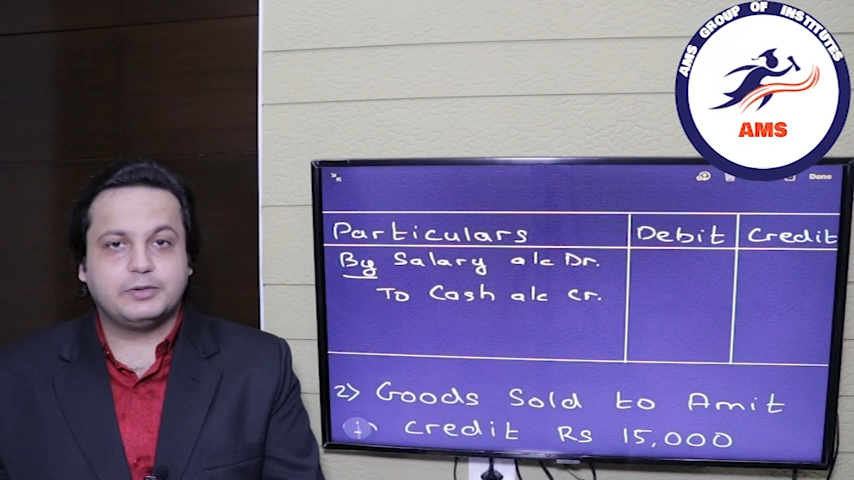 AMS GROUP OF INSTITUTES
AMS
Done
Particulars Debit Credit
By Salary a/c Dr.
To Cash a/c Cr.
2) Goods Sold to Amit
Credit Rs 15,000